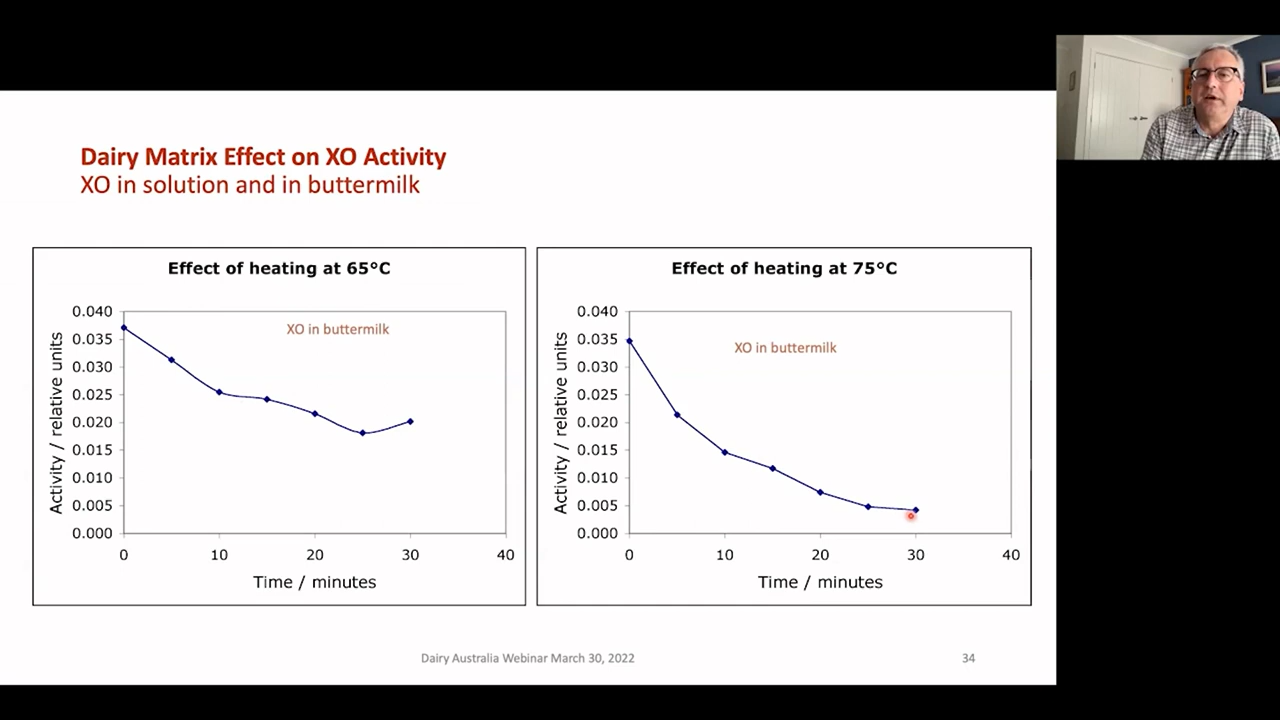 Dairy Matrix Effect on XO Activity
XO in solution and in buttermilk
Effect of heating at 65°C
XO in buttermilk
Activity / relative units
0.040
0.035
0.030
0.025
0.020
0.015
0.010
0.005
0.000
0 10 20 30 40
Time / minutes
Effect of heating at 75°C
XO in buttermilk
Activity / relative units
0.040
0.035
0.030
0.025
0.020
0.015
0.010
0.005
0.000
0 10 20 30 40
Time / minutes
Dairy Australia Webinar March 30, 2022
34